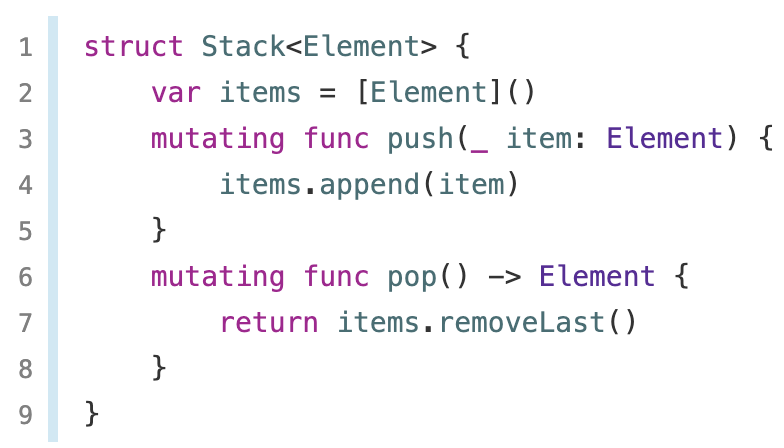 1 struct Stack<Element> {
2     var items = [Element]()
3     mutating func push(_ item: Element) {
4         items.append(item)
5     }
6     mutating func pop() -> Element {
7         return items.removeLast()
8     }
9 }